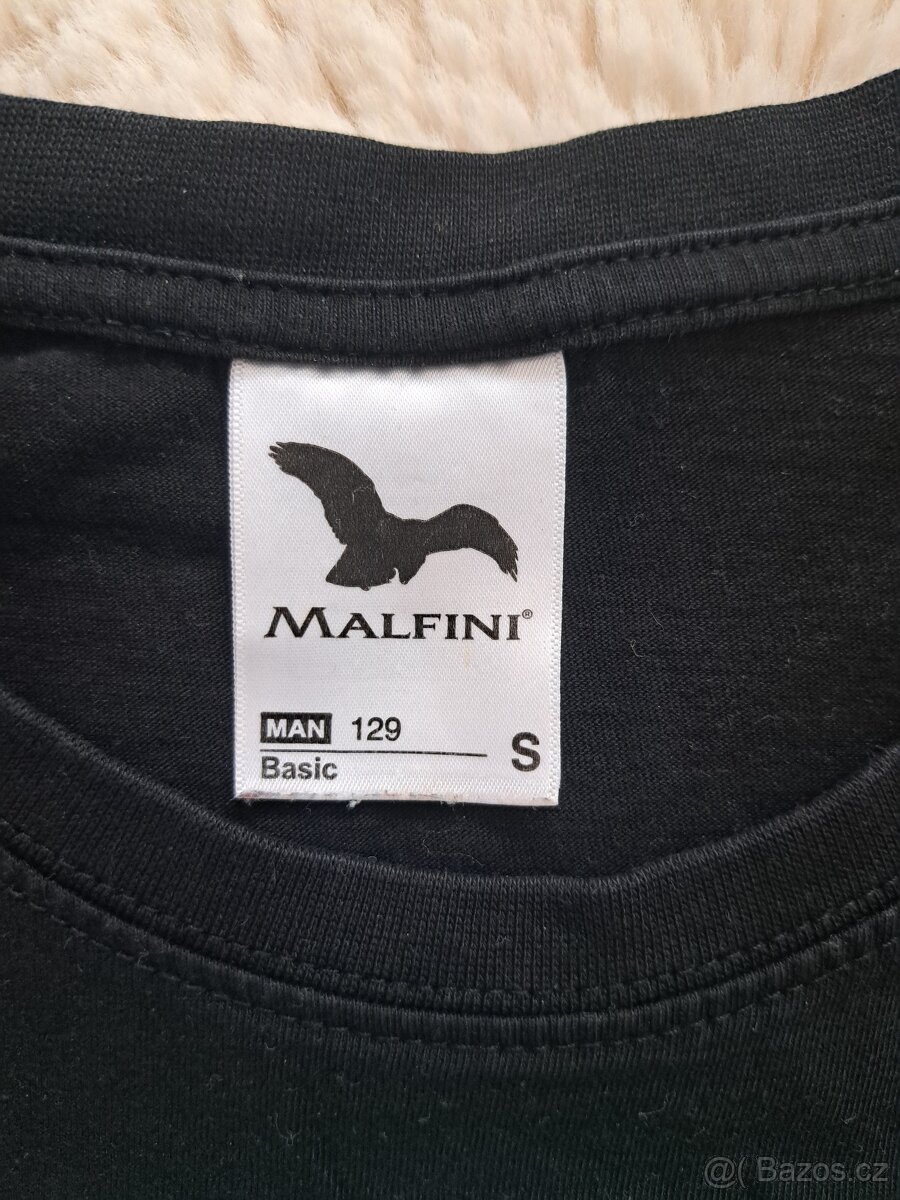 MALFINI®
MAN 129
Basic
S
@( Bazos.cz